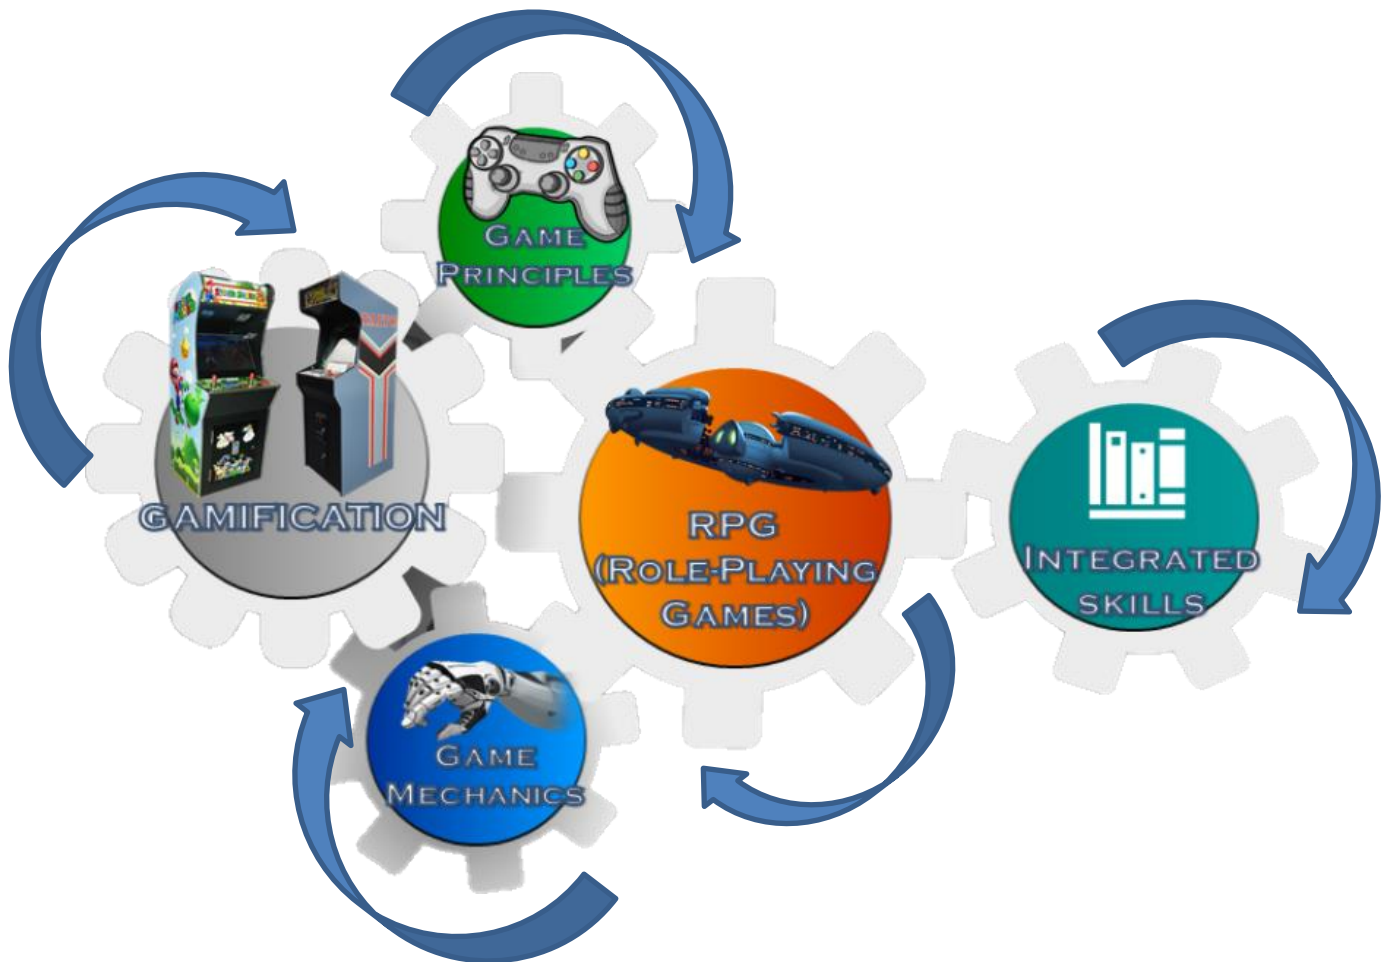 GAME
PRINCIPLES
GAMIFICATION
RPG
(ROLE-PLAYING
GAMES)
INTEGRATED
SKILLS
GAME
MECHANICS